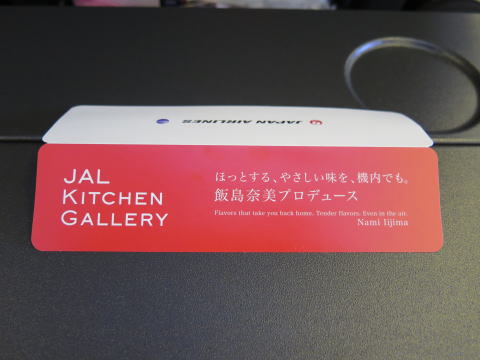 JAPAN AIRLINES
JAL
KITCHEN
GALLERY
ほっとする、やさしい味を、機内でも。
飯島奈美プロデュース
Flavors that take you back home. Tender flavors. Even in the air.
Nami Iijima